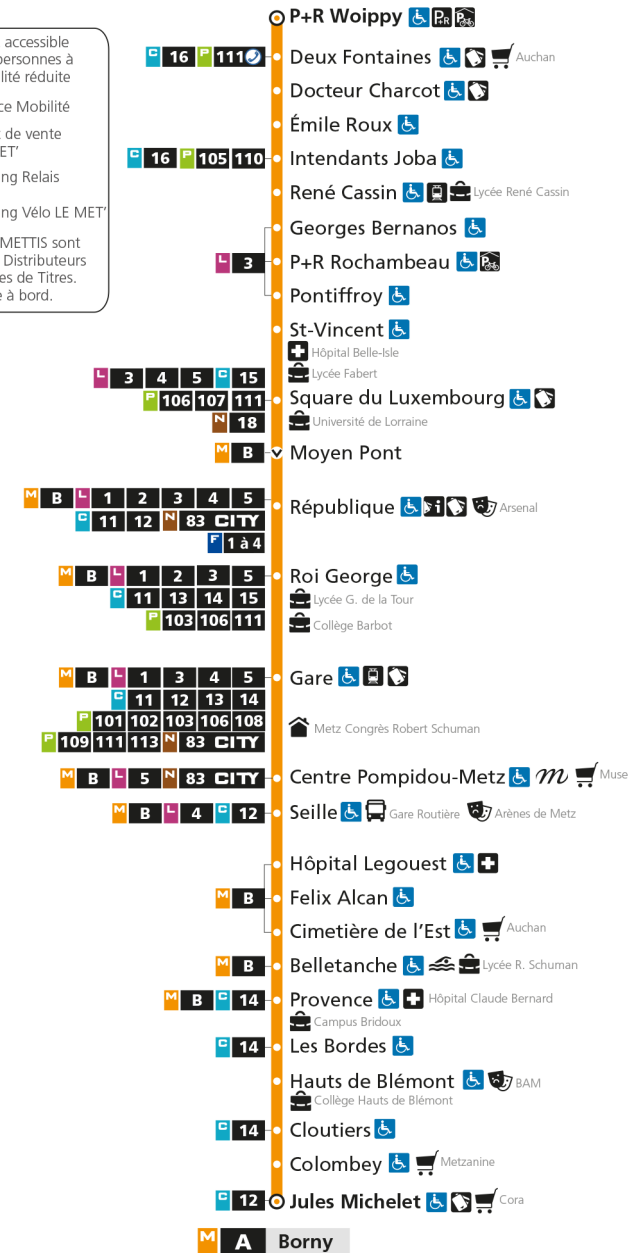 P+R Woippy P+R
accessible
personnes à
lité réduite
ce Mobilité
de vente
ET'
ng Relais
ng Vélo LE MET'
METTIS sont
Distributeurs
es de Titres.
à bord.
C 16 P 111 Deux Fontaines Auchan
Docteur Charcot
Émile Roux
C 16 P 105 110 Intendants Joba
René Cassin Lycée René Cassin
Georges Bernanos
L 3 P+R Rochambeau P
Pontiffroy
St-Vincent
Hôpital Belle-Isle
Lycée Fabert
L 3 4 5 C 15
P 106 107 111 Square du Luxembourg
N 18 Université de Lorraine
M B Moyen Pont
M B L 1 2 3 4 5
République i Arsenal
C 11 12 N 83 CITY
F 1 à 4
M B L 1 2 3 5 Roi George
C 11 13 14 15 Lycée G. de la Tour
P 103 106 111 Collège Barbot
M B L 1 3 4 5 Gare
C 11 12 13 14
P 101 102 103 106 108
Metz Congrès Robert Schuman
P 109 111 113 N 83 CITY
M B L 5 N 83 CITY Centre Pompidou-Metz m Muse
M B L 4 C 12 Seille Gare Routière Arènes de Metz
Hôpital Legouest
M B Felix Alcan
Cimetière de l'Est Auchan
M B Belletanche Lycée R. Schuman
M B C 14 Provence Hôpital Claude Bernard
Campus Bridoux
C 14 Les Bordes
Hauts de Blémont BAM
Collège Hauts de Blémont
C 14 Cloutiers
Colombey Metzanine
C 12 Jules Michelet Cora
M A Borny